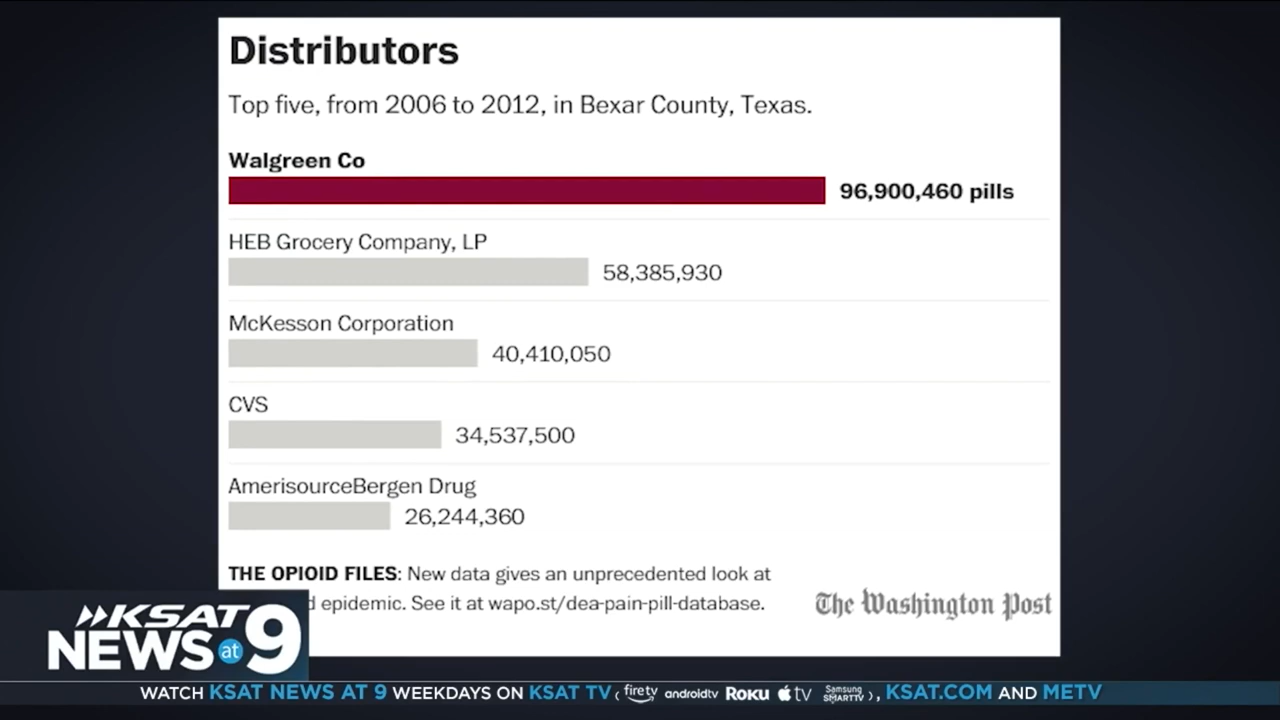 Distributors
Top five, from 2006 to 2012, in Bexar County, Texas.
Walgreen Co
96,900,460 pills
HEB Grocery Company, LP
58,385,930
McKesson Corporation
40,410,050
CVS
34,537,500
AmerisourceBergen Drug
26,244,360
THE OPIOID FILES: New data gives an unprecedented look at
epidemic. See it at wapo.st/dea-pain-pill-database.
The Washington Post
KSAT
NEWS at 9
WATCH KSAT NEWS AT 9 WEEKDAYS ON KSAT TV ( firetv androidtv Roku tv Samsung SMARTTV ), KSAT.COM AND METV